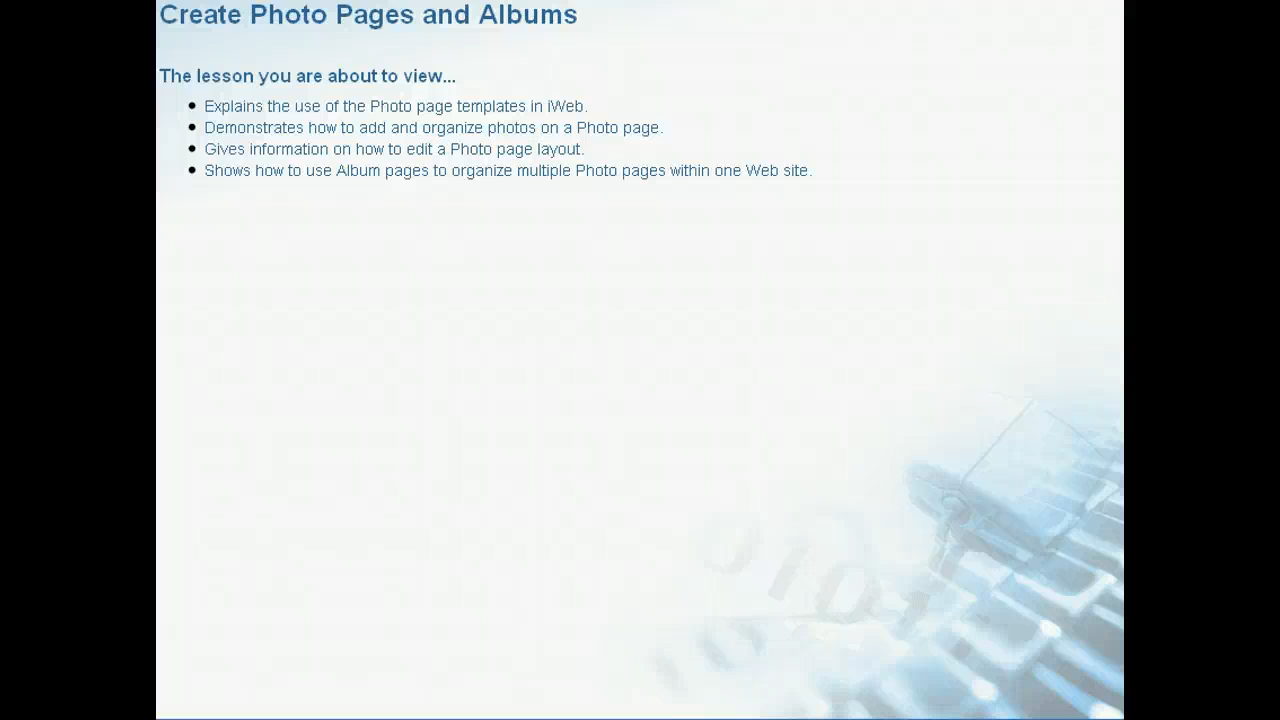 Create Photo Pages and Albums
The lesson you are about to view...
Explains the use of the Photo page templates in iWeb.
Demonstrates how to add and organize photos on a Photo page.
Gives information on how to edit a Photo page layout.
Shows how to use Album pages to organize multiple Photo pages within one Web site.